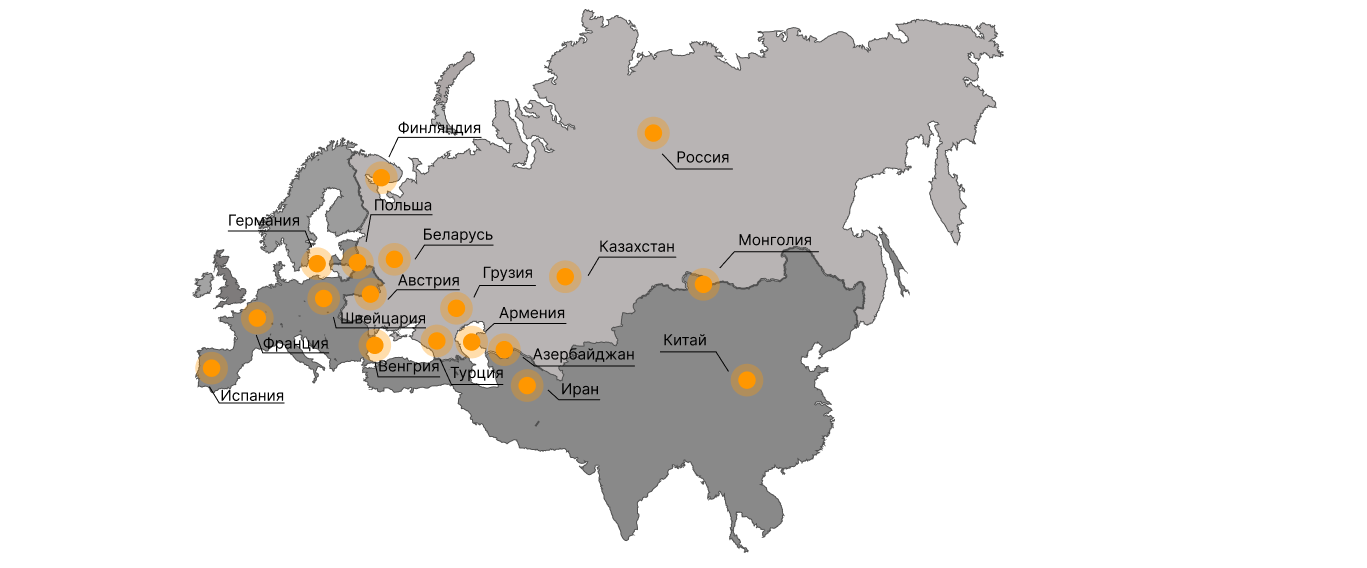 Финляндия
Россия
Польша
Германия
Беларусь
Монголия
Казахстан
Грузия
Австрия
Армения
Швейцария
Китай
Франция
Азербайджан
Венгрия
Турция
Иран
Испания